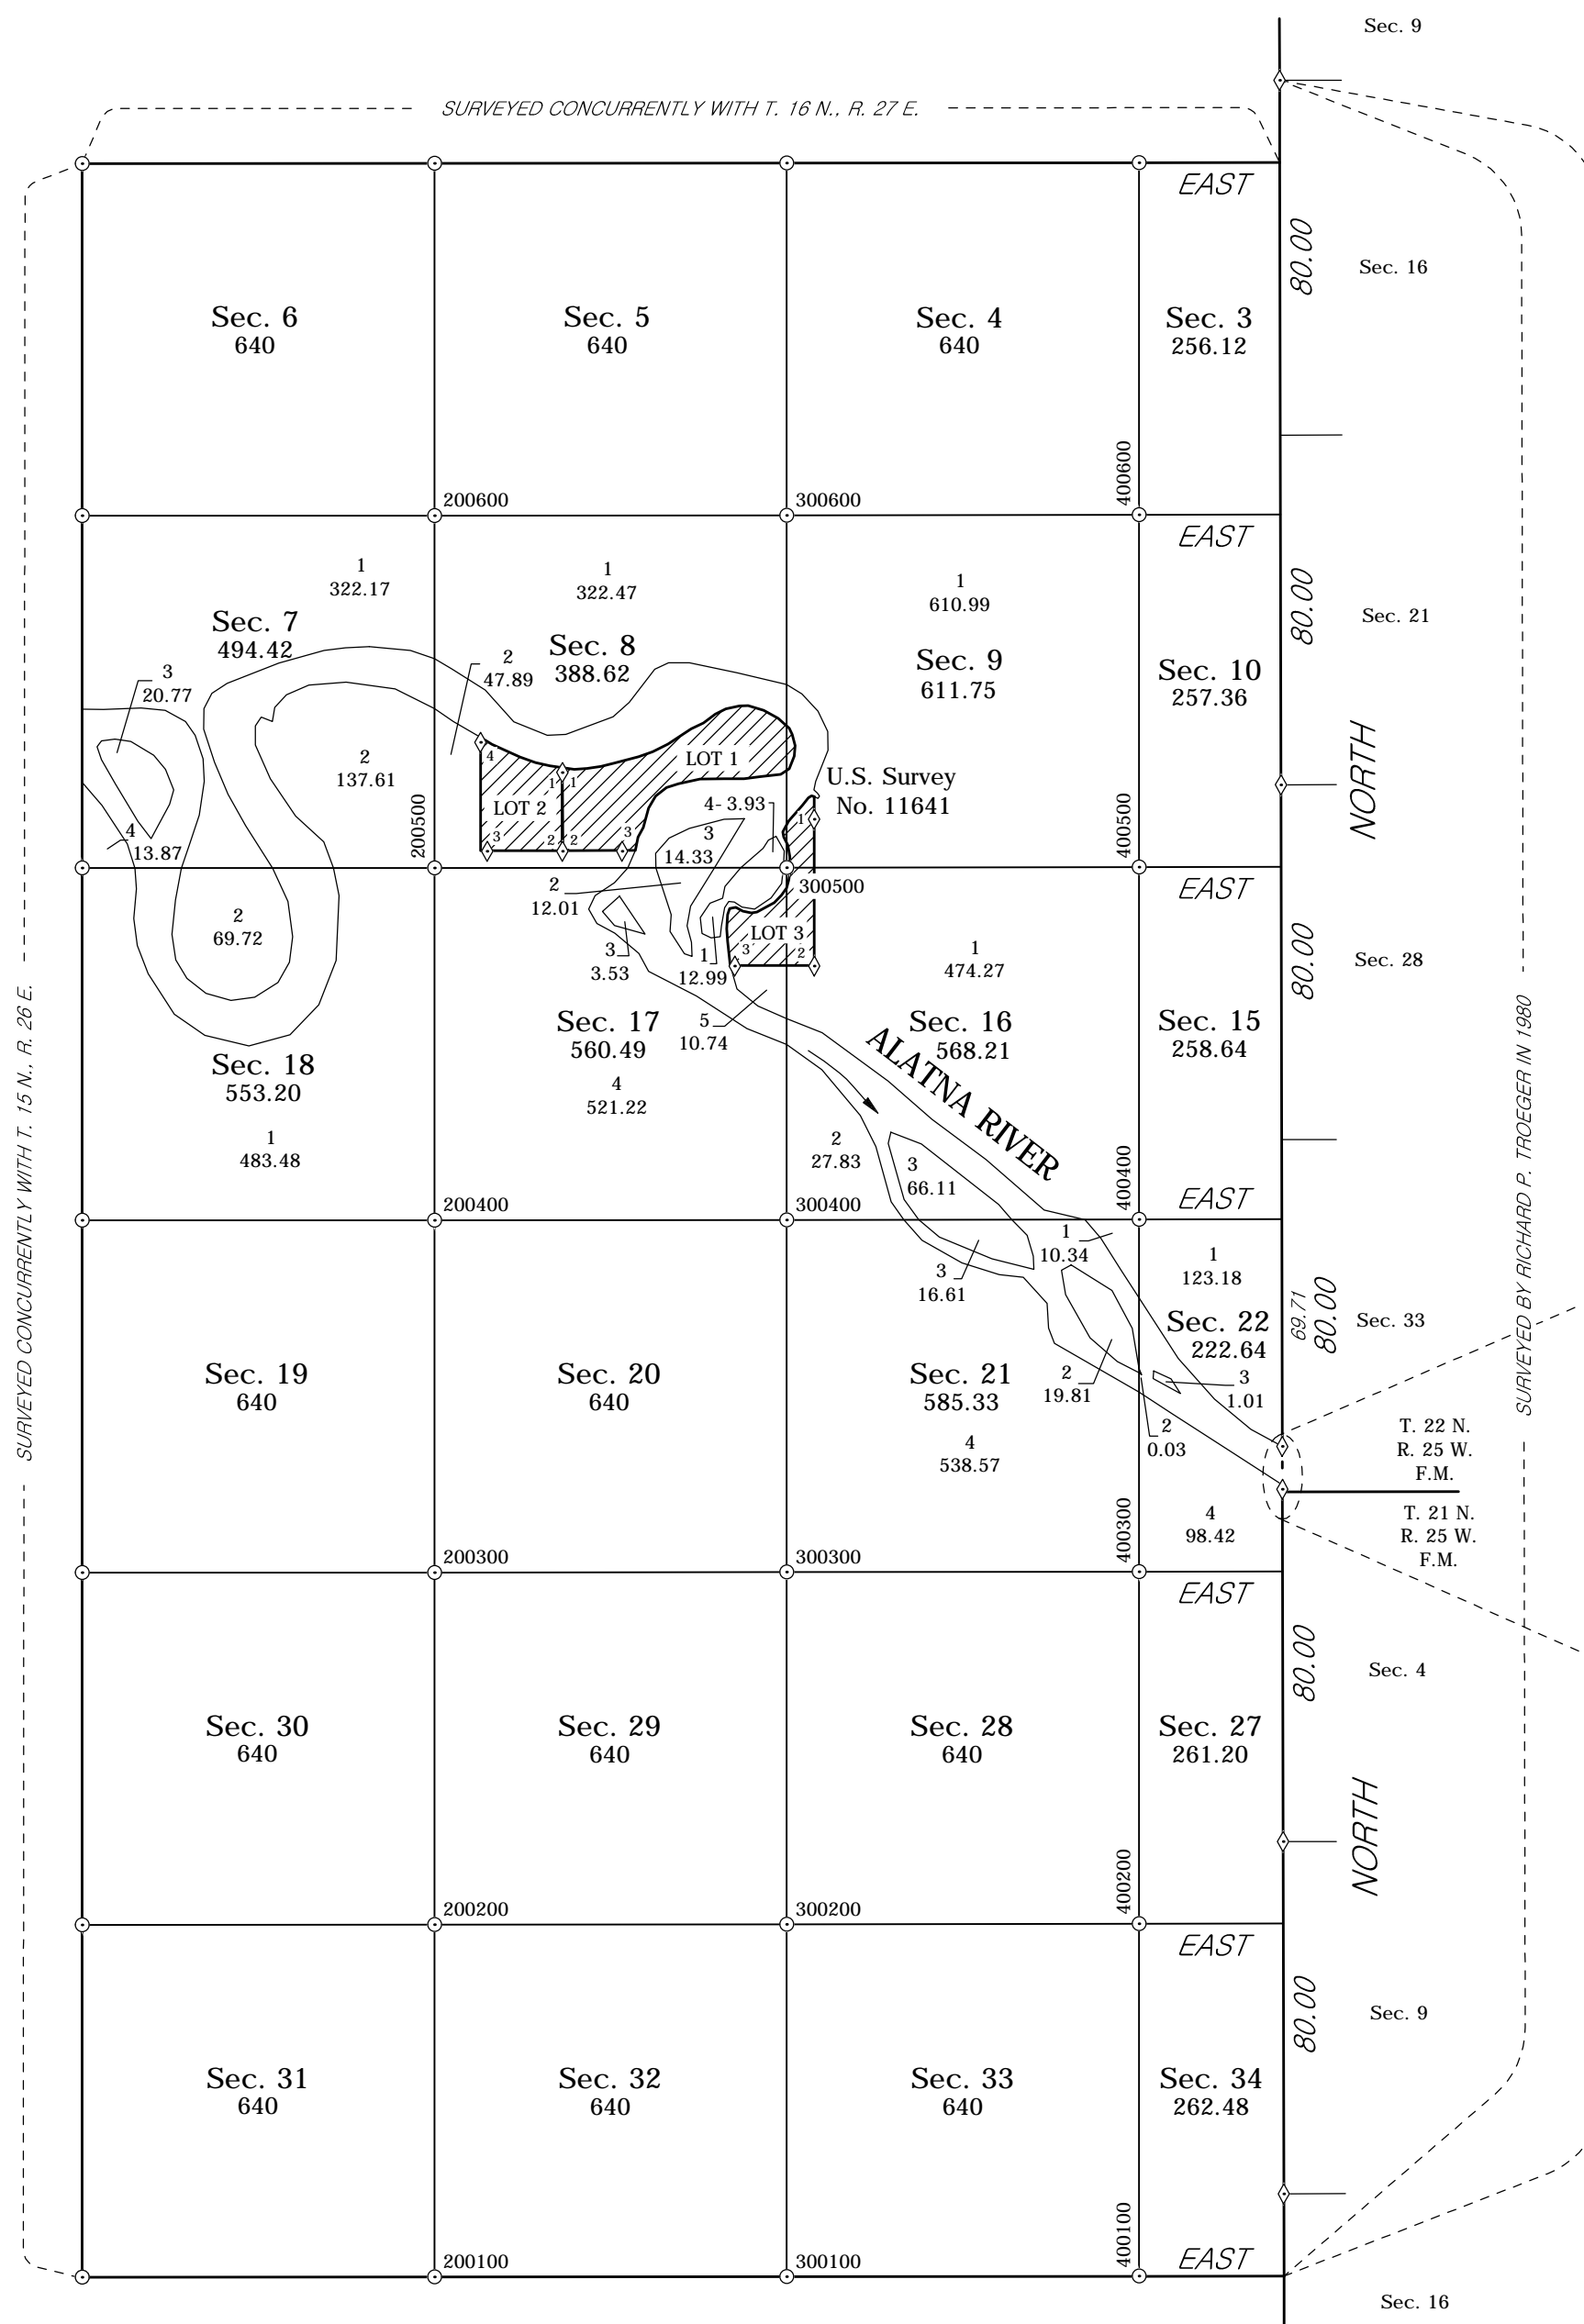 Sec. 9
SURVEYED CONCURRENTLY WITH T. 16 N., R. 27 E.
EAST
80.00
Sec. 16
Sec. 6
640
Sec. 5
640
Sec. 4
640
Sec. 3
256.12
200600
300600
400600
EAST
1
322.17
1
322.47
1
610.99
80.00
Sec. 21
Sec. 7
494.42
Sec. 8
388.62
Sec. 9
611.75
Sec. 10
257.36
3
20.77
2
47.89
2
137.61
4
13.87
LOT 1
LOT 2
4
1
1
3
2
2
3
U.S. Survey
No. 11641
4- 3.93
1
3
14.33
NORTH
200500
300500
400500
EAST
2
69.72
2
12.01
3
3.53
1
12.99
LOT 3
3
2
1
474.27
80.00
Sec. 28
Sec. 18
553.20
1
483.48
Sec. 17
560.49
4
521.22
5
10.74
Sec. 16
568.21
Sec. 15
258.64
ALATNA RIVER
2
27.83
3
66.11
SURVEYED CONCURRENTLY WITH T. 15 N., R. 26 E.
SURVEYED BY RICHARD P. TROEGER IN 1980
200400
300400
400400
EAST
1
10.34
1
123.18
3
16.61
69.71
80.00
Sec. 33
Sec. 19
640
Sec. 20
640
Sec. 21
585.33
4
538.57
2
19.81
Sec. 22
222.64
3
1.01
2
0.03
4
98.42
T. 22 N.
R. 25 W.
F.M.
T. 21 N.
R. 25 W.
F.M.
200300
300300
400300
EAST
80.00
Sec. 4
Sec. 30
640
Sec. 29
640
Sec. 28
640
Sec. 27
261.20
NORTH
200200
300200
400200
EAST
80.00
Sec. 9
Sec. 31
640
Sec. 32
640
Sec. 33
640
Sec. 34
262.48
200100
300100
400100
EAST
Sec. 16